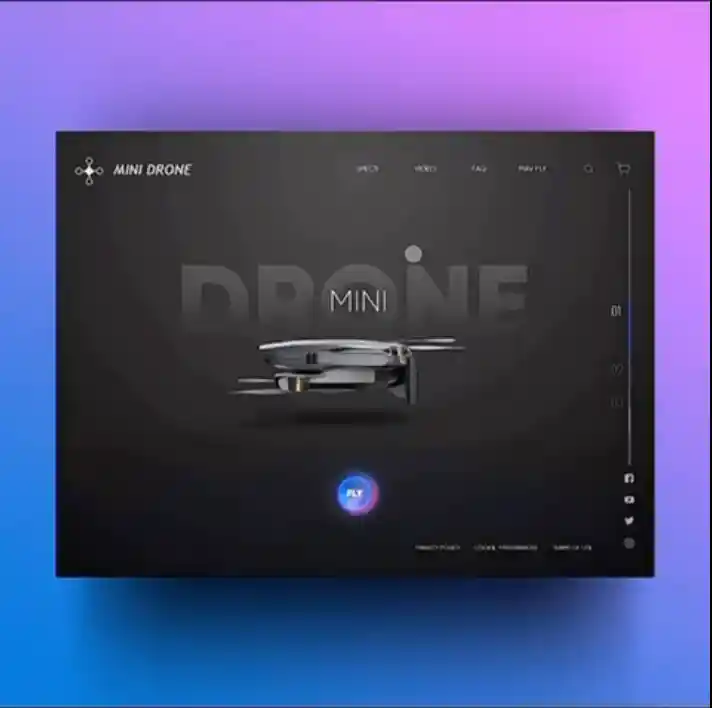 MINI DRONE
SPECS VIDEO FAQ MAV FLY
DRONE
MINI
01
02
03
FLY
PRIVACY POLICY COOKIE PREFERENCES TERMS OF USE